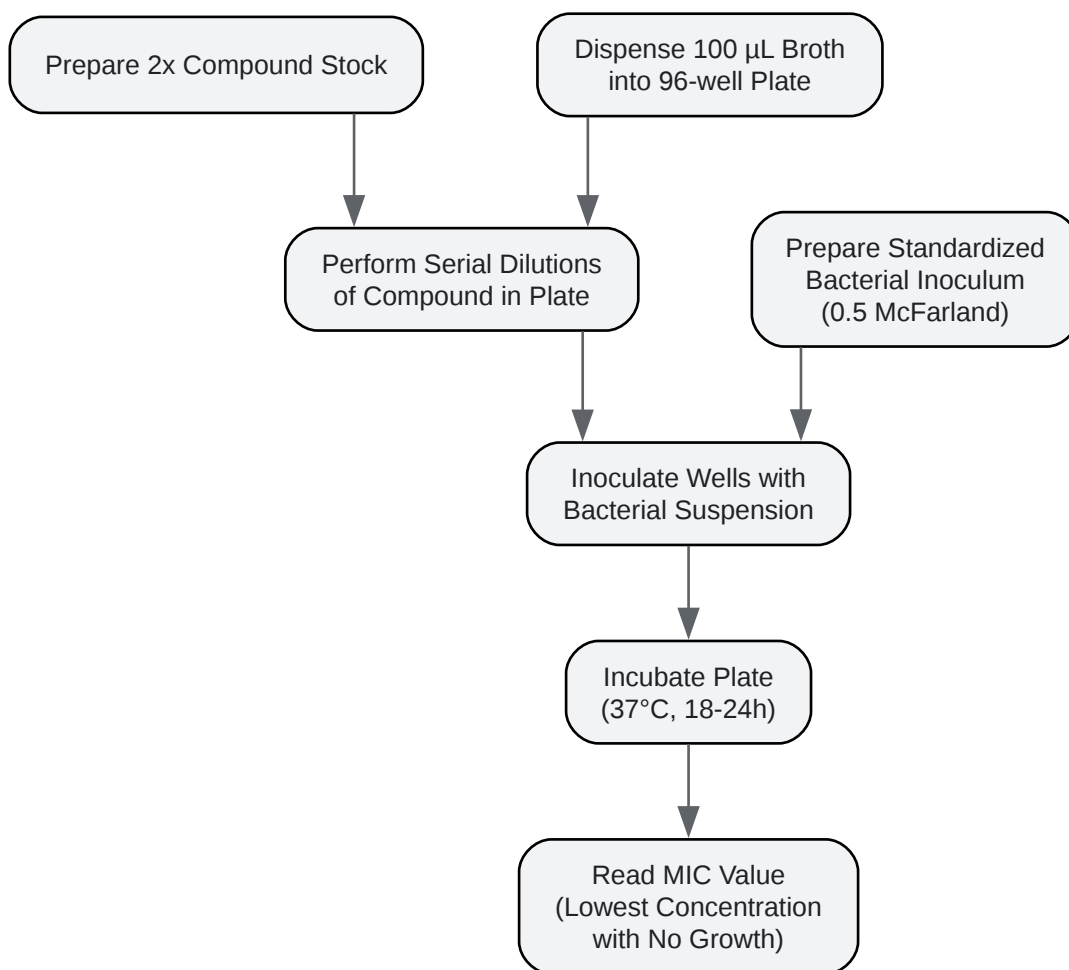 Prepare 2x Compound Stock
Dispense 100 µL Broth
into 96-well Plate
Perform Serial Dilutions
of Compound in Plate
Prepare Standardized
Bacterial Inoculum
(0.5 McFarland)
Inoculate Wells with
Bacterial Suspension
Incubate Plate
(37°C, 18-24h)
Read MIC Value
(Lowest Concentration
with No Growth)